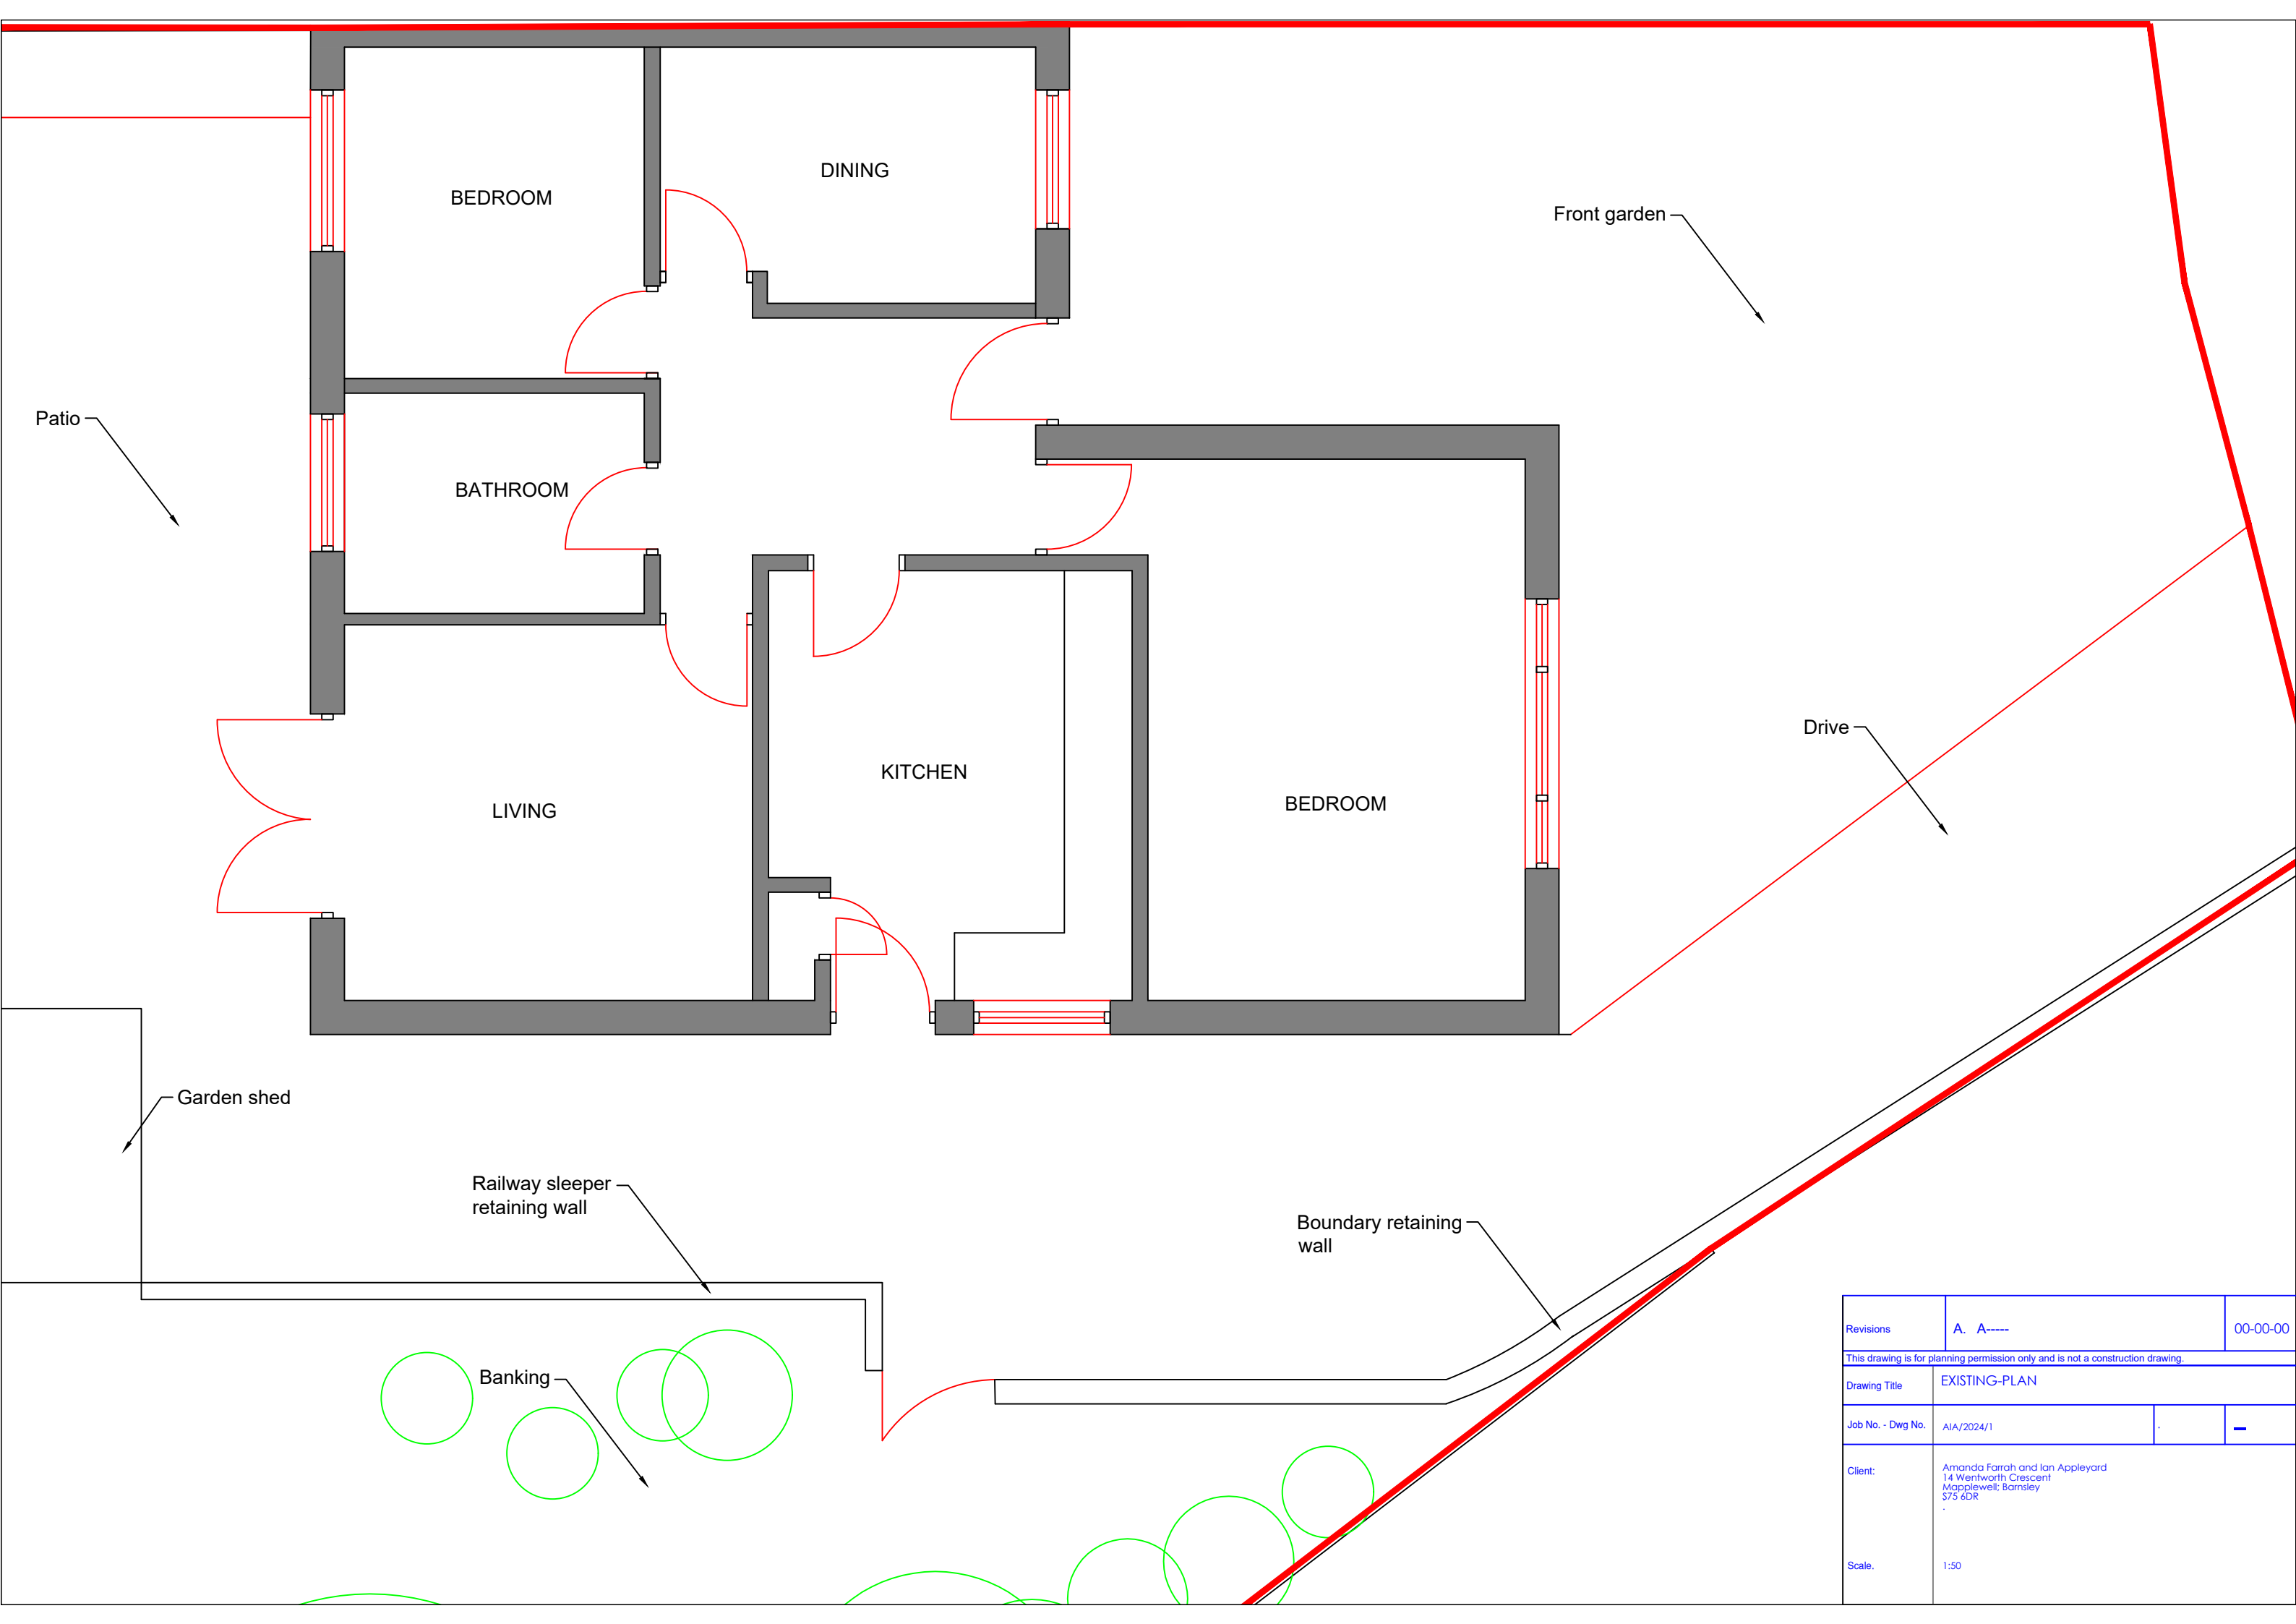 DINING
BEDROOM
Front garden
Patio
BATHROOM
Drive
KITCHEN
BEDROOM
LIVING
Garden shed
Railway sleeper
retaining wall
Boundary retaining
wall
Banking
Revisions A. A----- 00-00-00
This drawing is for planning permission only and is not a construction drawing.
Drawing Title EXISTING-PLAN
Job No. - Dwg No. AIA/2024/1 . -
Client: Amanda Farrah and Ian Appleyard
14 Wentworth Crescent
Mapplewell; Barnsley
S75 6DR
.
Scale. 1:50